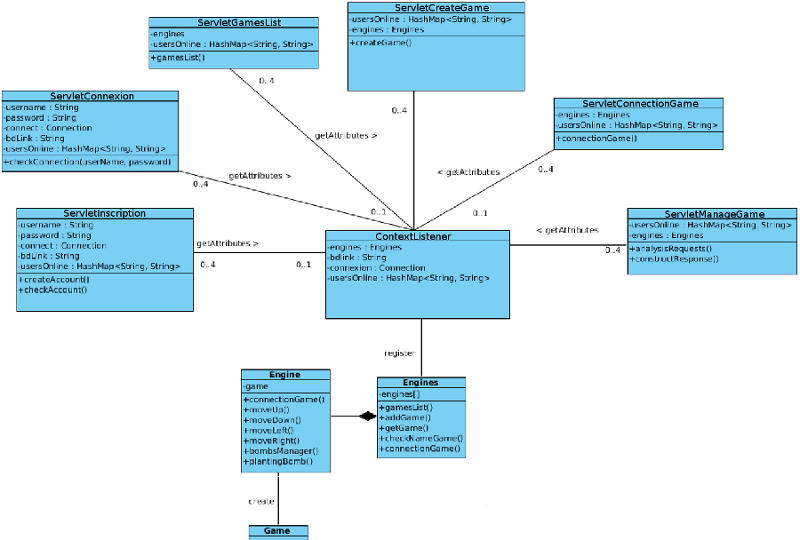 ServletGamesList
-engines
-usersOnline : HashMap<String, String>
+gamesList()
0..4
ServletCreateGame
-usersOnline : HashMap<String, String>
-engines : Engines
+createGame()
0..4
ServletConnexion
-username : String
-password : String
-connect : Connection
-bdLink : String
-usersOnline : HashMap<String, String>
+checkConnection(userName, password)
0..4
ServletConnectionGame
-engines : Engines
-usersOnline : HashMap<String, String>
+connectionGame()
0..4
getAttributes >
getAttributes >
< getAttributes
0..1
0..1
ServletInscription
-username : String
-password : String
-connect : Connection
-bdLink : String
-usersOnline : HashMap<String, String>
+createAccount()
+checkAccount()
getAttributes >
0..4
0..1
ContextListener
-engines : Engines
-bdlink : String
-connexion : Connection
-usersOnline : HashMap<String, String>
< getAttributes
0..4
ServletManageGame
-usersOnline : HashMap<String, String>
-engines : Engines
+analysisRequests()
+constructResponse()
register
Engine
-game
+connectionGame()
+moveUp()
+moveDown()
+moveLeft()
+moveRight()
+bombsManager()
+plantingBomb()
Engines
-engines[]
+gamesList()
+addGame()
+getGame()
+checkNameGame()
+connectionGame()
create
Game